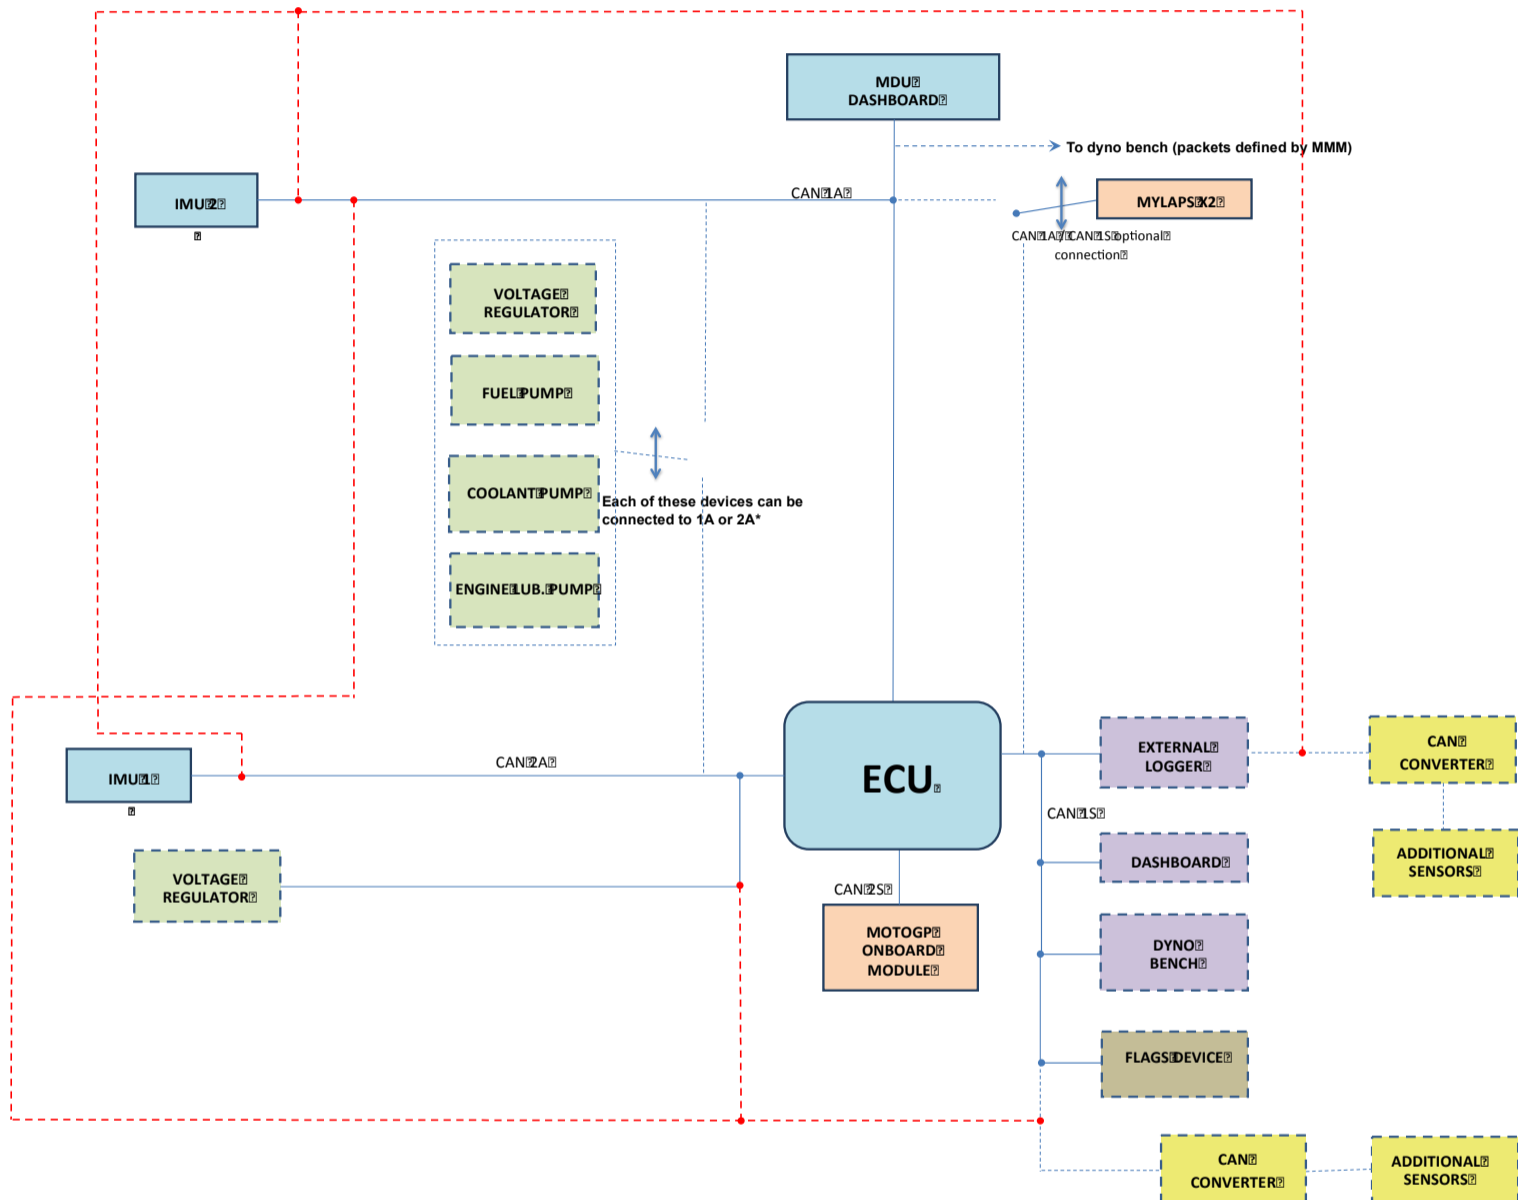 MDU
DASHBOARD
To dyno bench (packets defined by MMM)
IMU 2
CAN 1A
MYLAPS X2
CAN 1A / CAN 1S optional
connection
VOLTAGE
REGULATOR
FUEL PUMP
COOLANT PUMP
Each of these devices can be
connected to 1A or 2A*
ENGINE LUB. PUMP
IMU 1
CAN 2A
ECU
EXTERNAL
LOGGER
CAN
CONVERTER
CAN 1S
VOLTAGE
REGULATOR
DASHBOARD
ADDITIONAL
SENSORS
CAN 2S
MOTOGP
ONBOARD
MODULE
DYNO
BENCH
FLAGS DEVICE
CAN
CONVERTER
ADDITIONAL
SENSORS